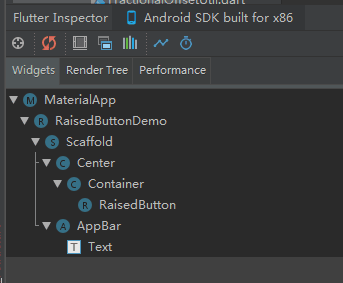 FractionalOffsetUtil.dart
Flutter Inspector Android SDK built for x86
Widgets Render Tree Performance
M MaterialApp
R RaisedButtonDemo
S Scaffold
C Center
C Container
R RaisedButton
A AppBar
T Text